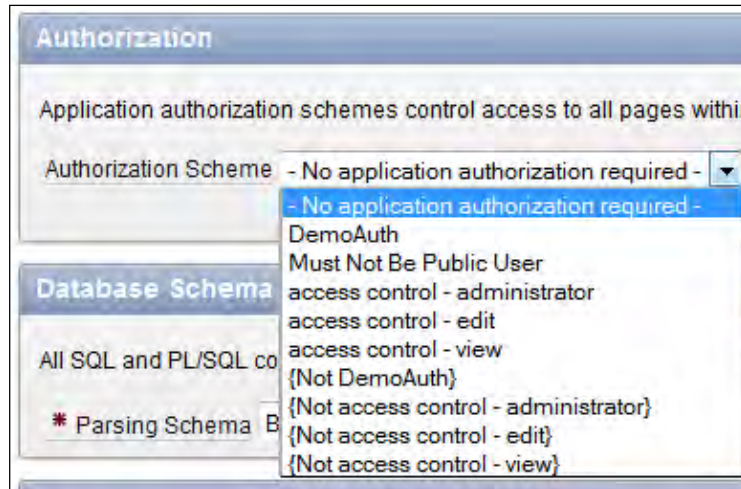 Authorization
Application authorization schemes control access to all pages withi
Authorization Scheme - No application authorization required -
- No application authorization required -
DemoAuth
Must Not Be Public User
access control - administrator
access control - edit
access control - view
{Not DemoAuth}
{Not access control - administrator}
{Not access control - edit}
{Not access control - view}
Database Schema
All SQL and PL/SQL co
* Parsing Schema B